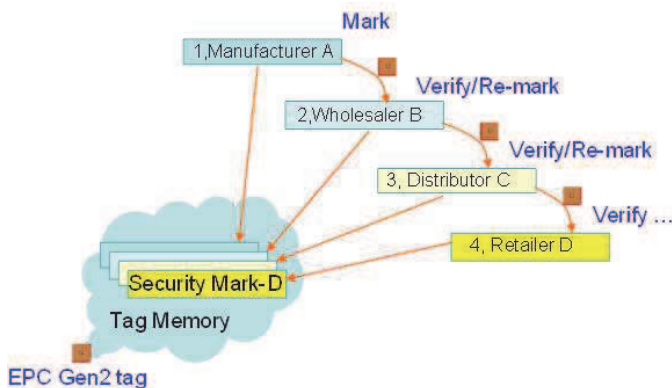 Mark
1,Manufacturer A
Verify/Re-mark
2,Wholesaler B
Verify/Re-mark
3, Distributor C
Verify ...
4, Retailer D
Security Mark-D
Tag Memory
EPC Gen2 tag